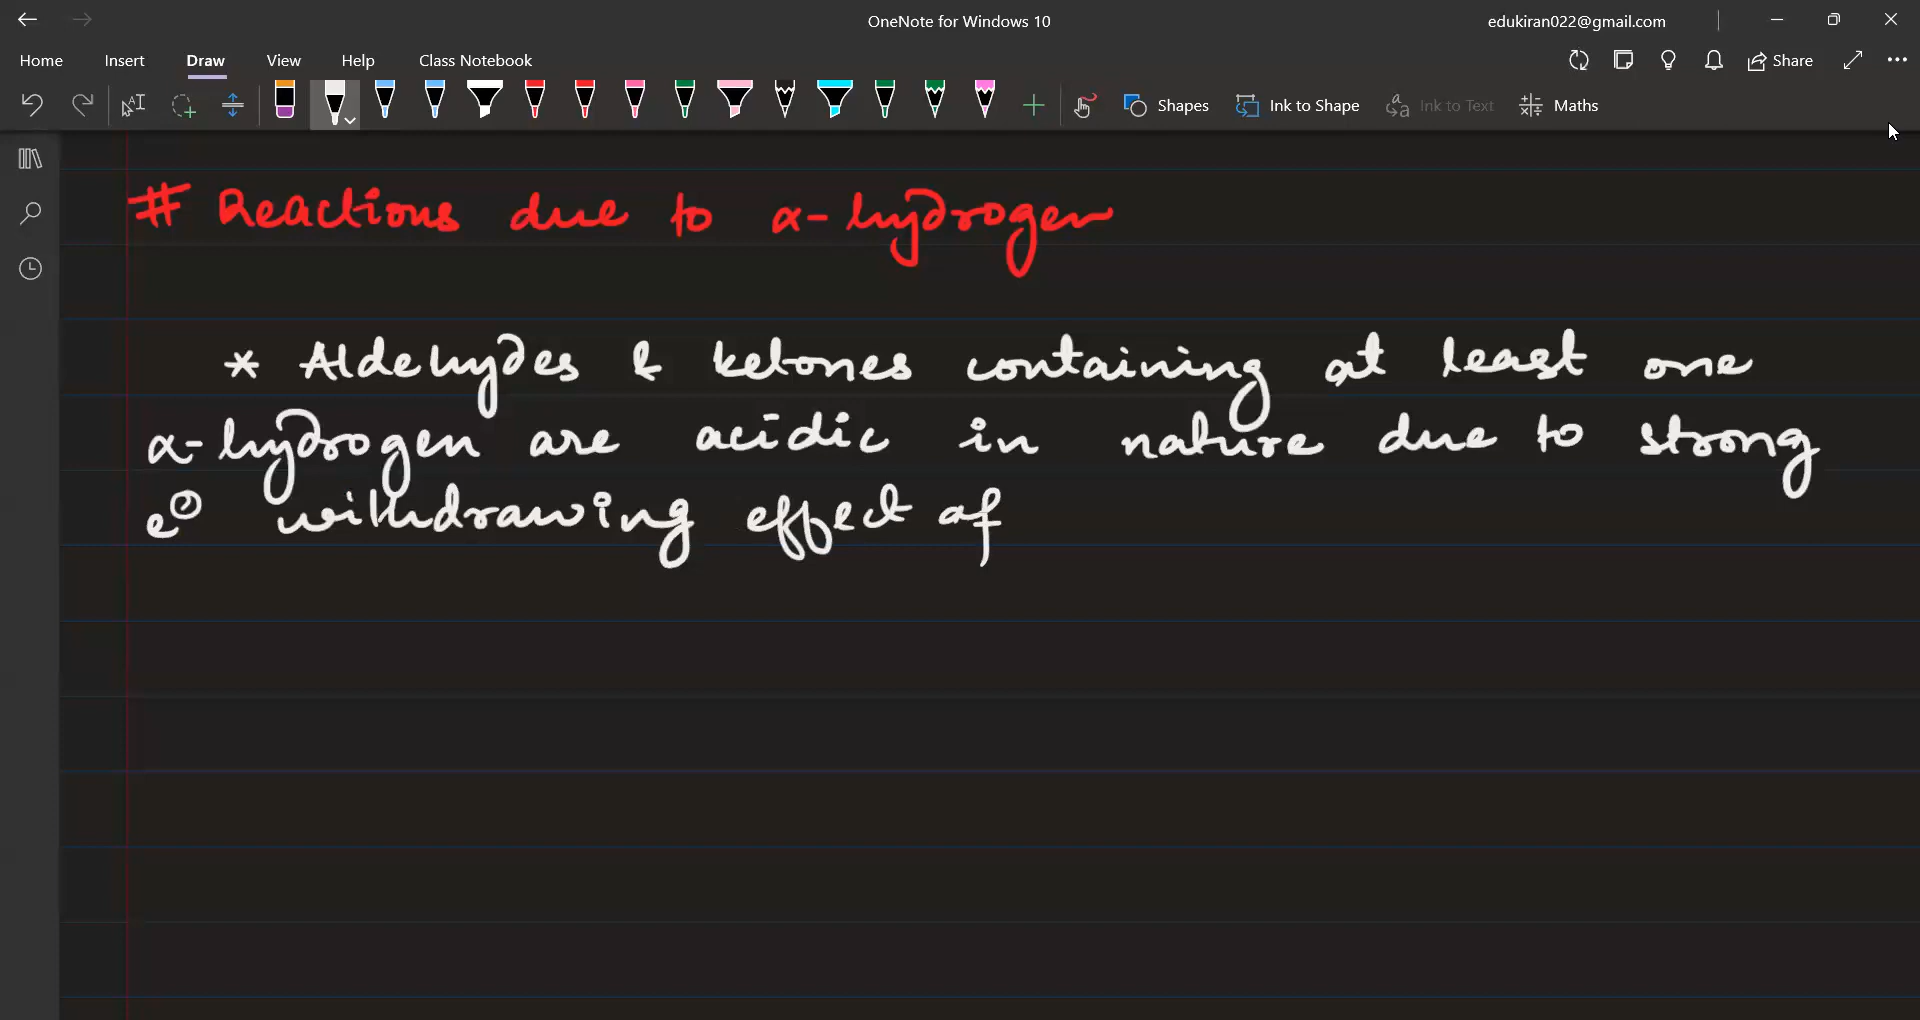 OneNote for Windows 10
edukiran022@gmail.com
Home Insert Draw View Help Class Notebook Share
Shapes Ink to Shape Ink to Text Maths
# Reactions due to α-hydrogen
* Aldehydes & ketones containing at least one
α-hydrogen are acidic in nature due to strong
e⊖ withdrawing effect of